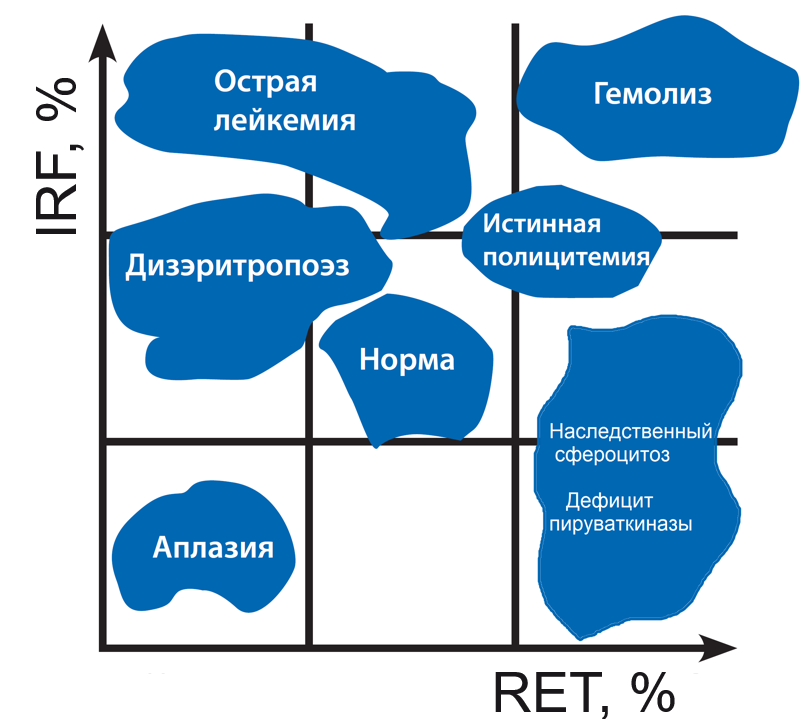 IRF, %
Острая
лейкемия
Гемолиз
Истинная
полицитемия
Дизэритропоэз
Норма
Наследственный
сфероцитоз
Дефицит
пируваткиназы
Аплазия
RET, %